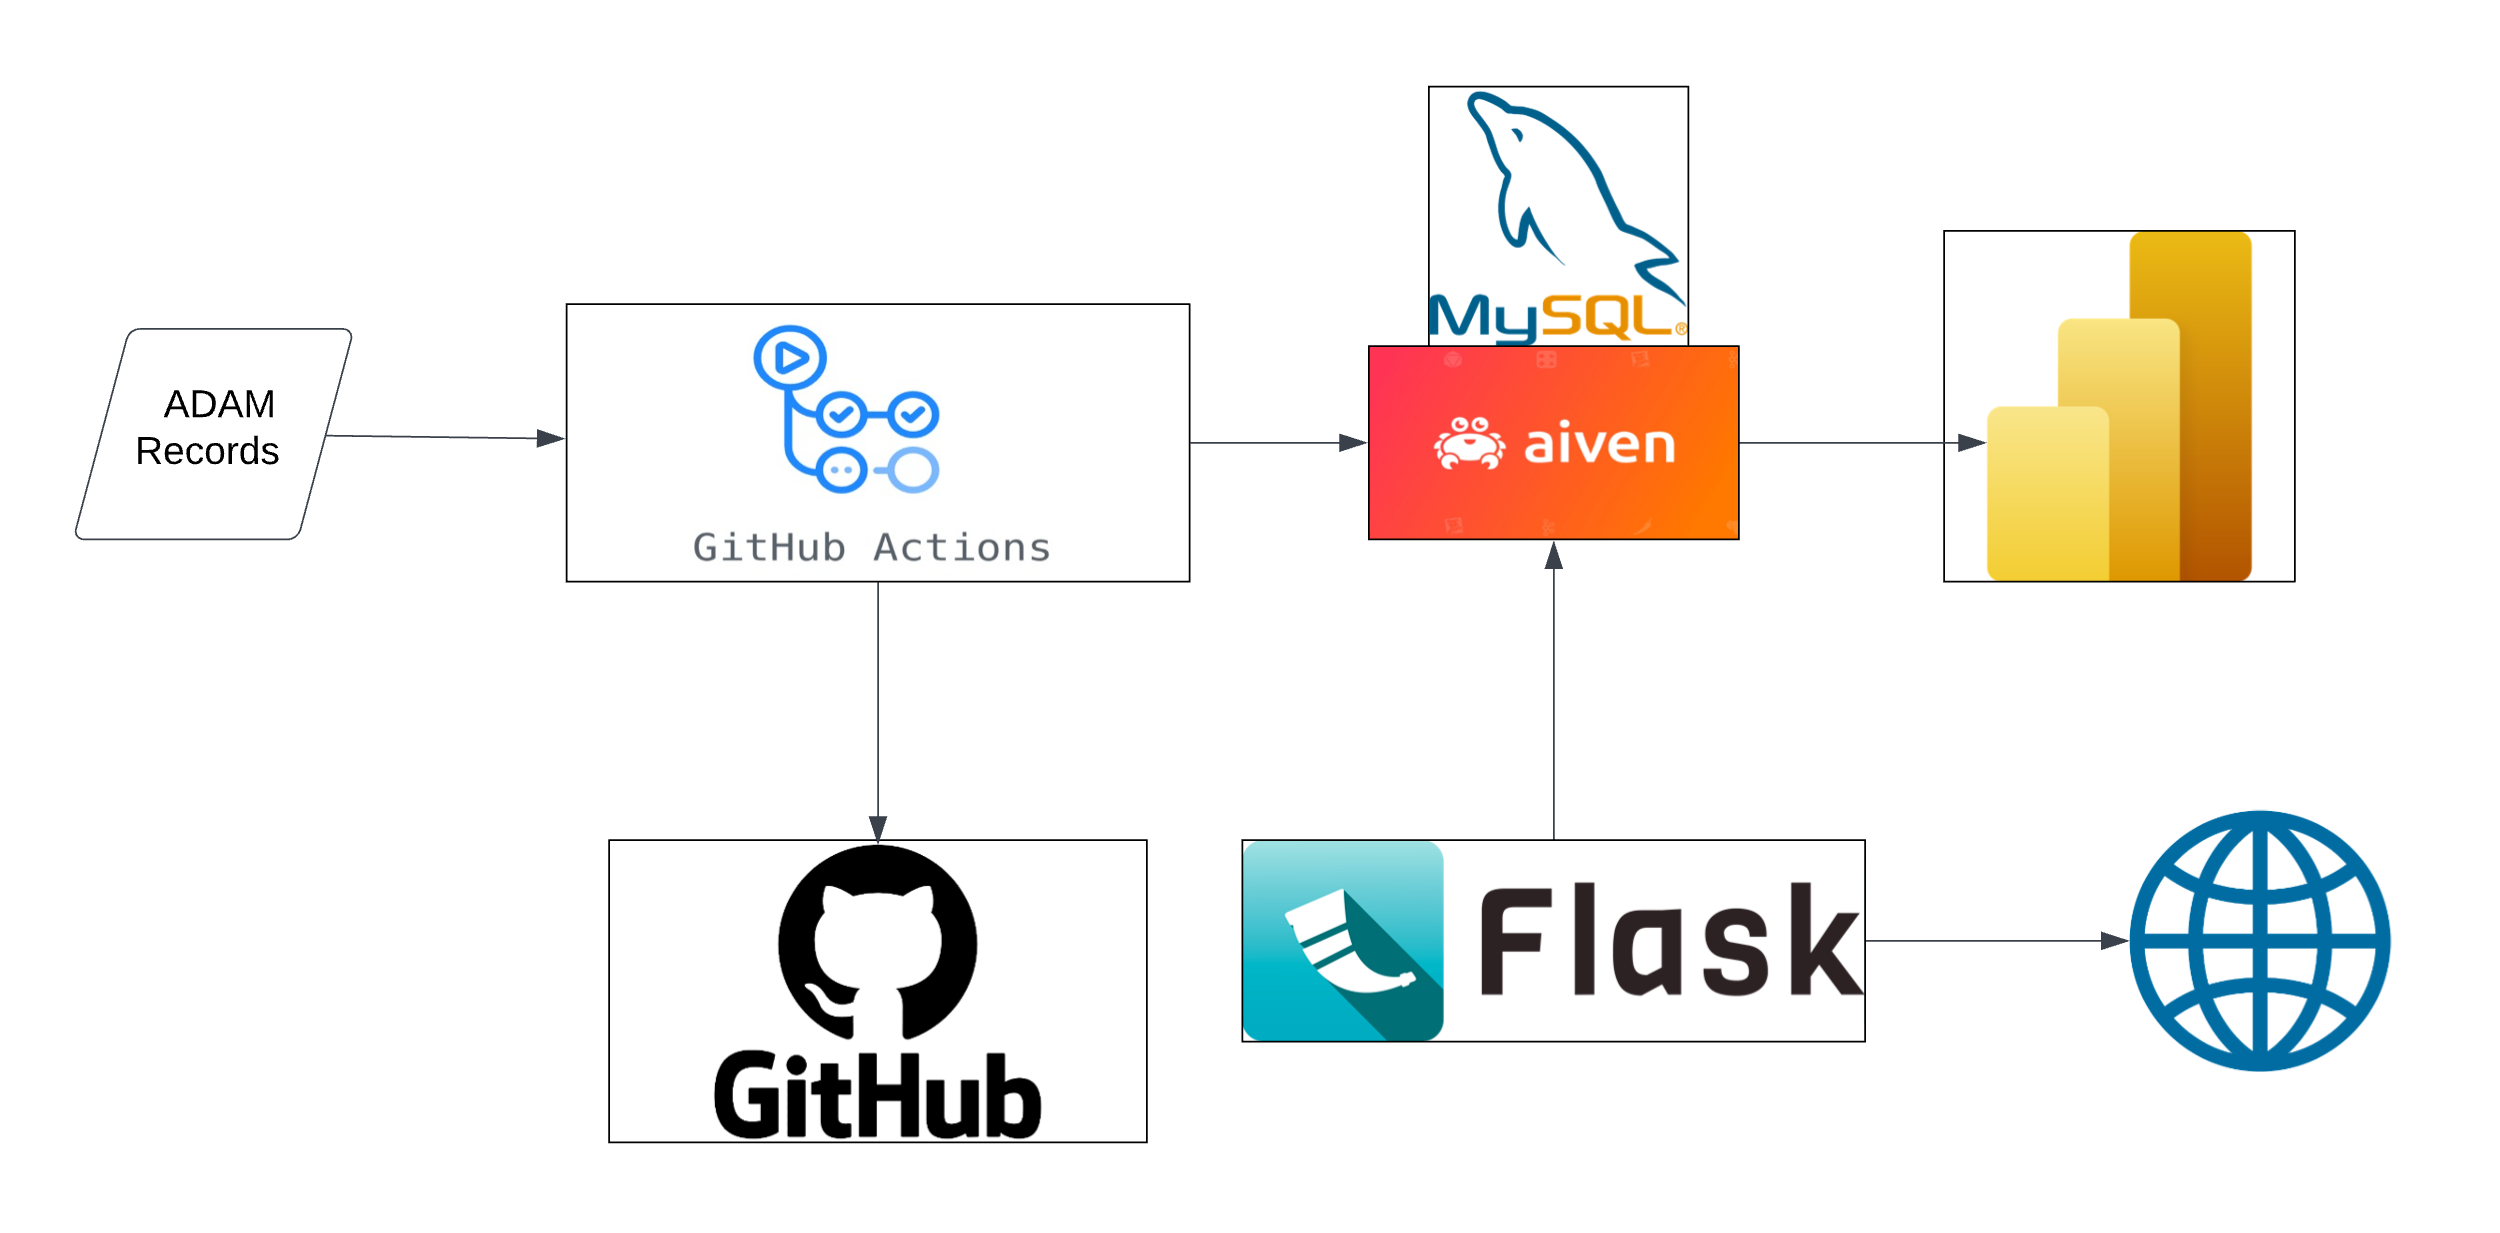 ADAM
Records
GitHub Actions
MySQL®
aiven
GitHub
Flask